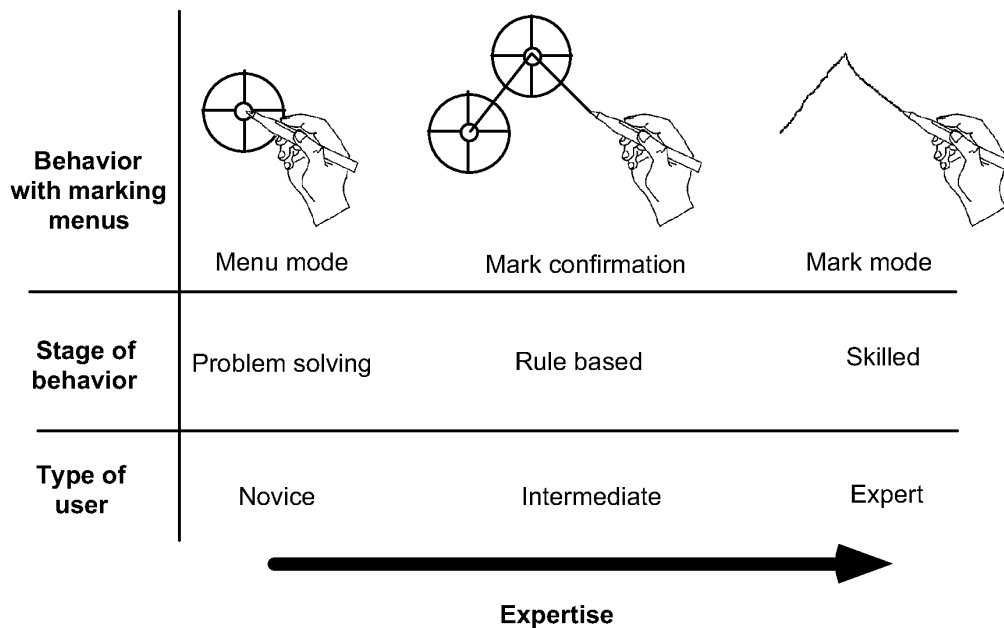 Behavior
with marking
menus
Menu mode
Mark confirmation
Mark mode
Stage of
behavior
Problem solving
Rule based
Skilled
Type of
user
Novice
Intermediate
Expert
Expertise